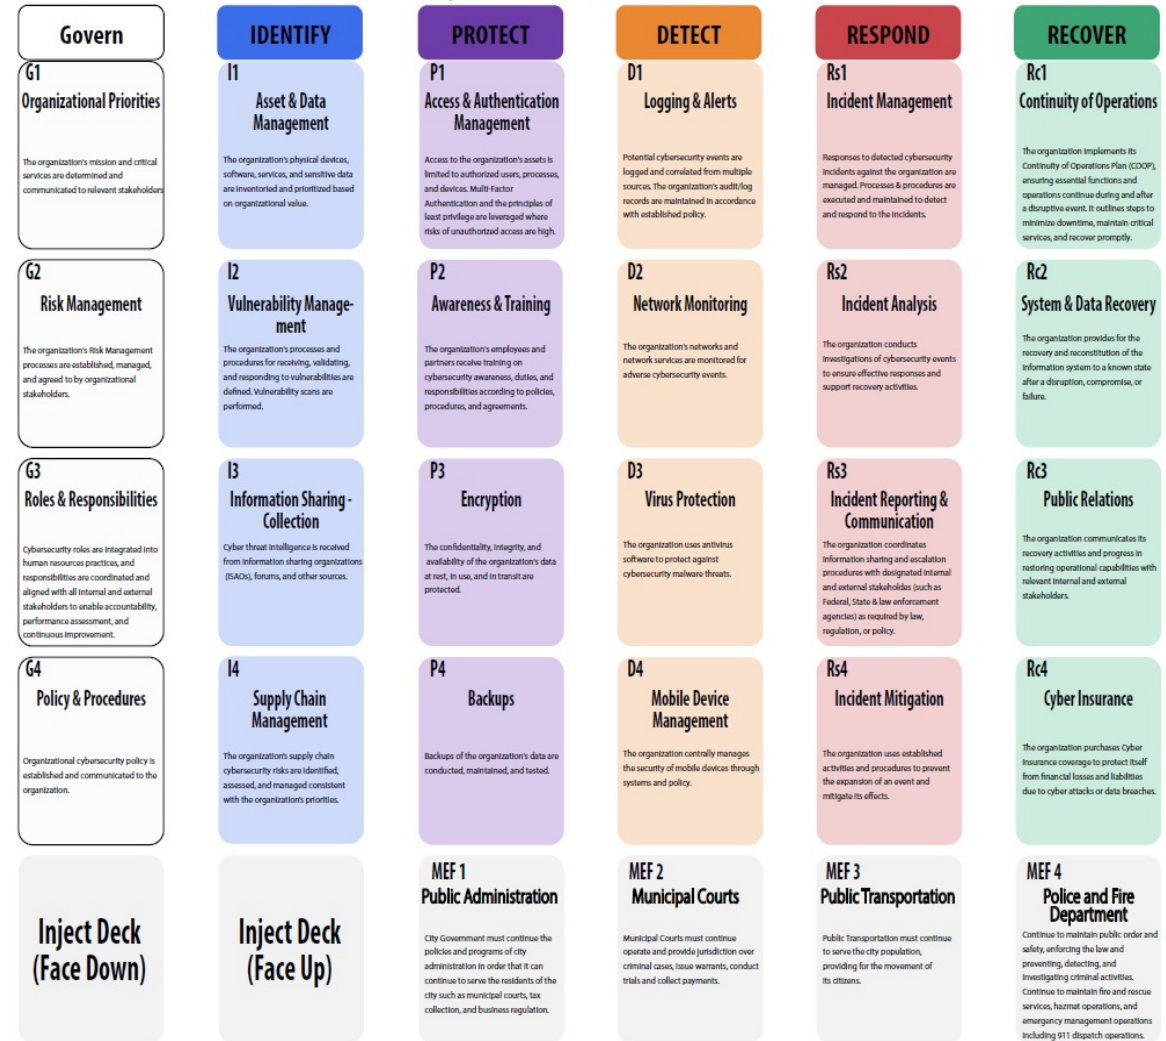 Govern
IDENTIFY
PROTECT
DETECT
RESPOND
RECOVER
G1
Organizational Priorities
The organization's mission and critical
services are determined and
communicated to relevant stakeholders
I1
Asset & Data
Management
The organization's physical devices,
software, services, and sensitive data
are inventoried and prioritized based
on organizational value.
P1
Access & Authentication
Management
Access to the organization's assets is
limited to authorized users, processes,
and devices. Multi-Factor
Authentication and the principles of
least privilege are leveraged where
risks of unauthorized access are high.
D1
Logging & Alerts
Potential cybersecurity events are
logged and correlated from multiple
sources. The organization's audit/log
records are maintained in accordance
with established policy.
Rs1
Incident Management
Responses to detected cybersecurity
incidents against the organization are
managed. Processes & procedures are
executed and maintained to detect
and respond to the incidents.
Rc1
Continuity of Operations
The organization implements its
Continuity of Operations Plan (COOP),
ensuring essential functions and
operations continue during and after
a disruptive event. It outlines steps to
minimize downtime, maintain critical
services, and recover promptly.
G2
Risk Management
The organization's Risk Management
processes are established, managed,
and agreed to by organizational
stakeholders.
I2
Vulnerability Manage-
ment
The organization's processes and
procedures for receiving, validating,
and responding to vulnerabilities are
defined. Vulnerability scans are
performed.
P2
Awareness & Training
The organization's employees and
partners receive training on
cybersecurity awareness, duties, and
responsibilities according to policies,
procedures, and agreements.
D2
Network Monitoring
The organization's networks and
network services are monitored for
adverse cybersecurity events.
Rs2
Incident Analysis
The organization conducts
investigations of cybersecurity events
to ensure effective responses and
support recovery activities.
Rc2
System & Data Recovery
The organization provides for the
recovery and reconstitution of the
information system to a known state
after a disruption, compromise, or
failure.
G3
Roles & Responsibilities
Cybersecurity roles are integrated into
human resources practices, and
responsibilities are coordinated and
aligned with all internal and external
stakeholders to enable accountability,
performance assessment, and
continuous improvement.
I3
Information Sharing -
Collection
Cyber threat intelligence is received
from information sharing organizations
(ISAOs), forums, and other sources.
P3
Encryption
The confidentiality, integrity, and
availability of the organization's data
at rest, in use, and in transit are
protected.
D3
Virus Protection
The organization uses antivirus
software to protect against
cybersecurity malware threats.
Rs3
Incident Reporting &
Communication
The organization coordinates
information sharing and escalation
procedures with designated internal
and external stakeholdes (such as
Federal, State & law enforcement
agencies) as required by law,
regulation, or policy.
Rc3
Public Relations
The organization communicates its
recovery activities and progress in
restoring operational capabilities with
relevant internal and external
stakeholders.
G4
Policy & Procedures
Organizational cybersecurity policy is
established and communicated to the
organization.
I4
Supply Chain
Management
The organization's supply chain
cybersecurity risks are identified,
assessed, and managed consistent
with the organization's priorities.
P4
Backups
Backups of the organization's data are
conducted, maintained, and tested.
D4
Mobile Device
Management
The organization centrally manages
the security of mobile devices through
systems and policy.
Rs4
Incident Mitigation
The organization uses established
activities and procedures to prevent
the expansion of an event and
mitigate its effects.
Rc4
Cyber Insurance
The organization purchases Cyber
insurance coverage to protect itself
from financial losses and liabilities
due to cyber attacks or data breaches.
Inject Deck
(Face Down)
Inject Deck
(Face Up)
MEF 1
Public Administration
City Government must continue the
policies and programs of city
administration in order that it can
continue to serve the residents of the
city such as municipal courts, tax
collection, and business regulation.
MEF 2
Municipal Courts
Municipal Courts must continue
operate and provide jurisdiction over
criminal cases, issue warrants, conduct
trials and collect payments.
MEF 3
Public Transportation
Public Transportation must continue
to serve the city population,
providing for the movement of
its citizens.
MEF 4
Police and Fire
Department
Continue to maintain public order and
safety, enforcing the law and
preventing, detecting, and
investigating criminal activities.
Continue to maintain fire and rescue
services, hazmat operations, and
emergency management operations
including 911 dispatch operations.